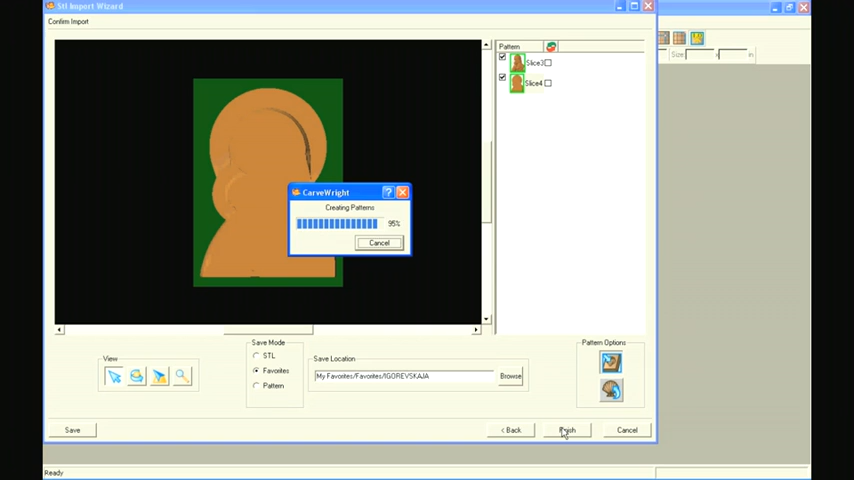 Stl Import Wizard
Confirm Import
Pattern
Slice3
Slice4
Size:
x
in
CarveWright
Creating Patterns
95%
Cancel
View
Save Mode
STL
Favorites
Pattern
Save Location
My Favorites/Favorites/IGOREVSKAJA
Browse
Pattern Options
Save
< Back
Finish
Cancel
Ready